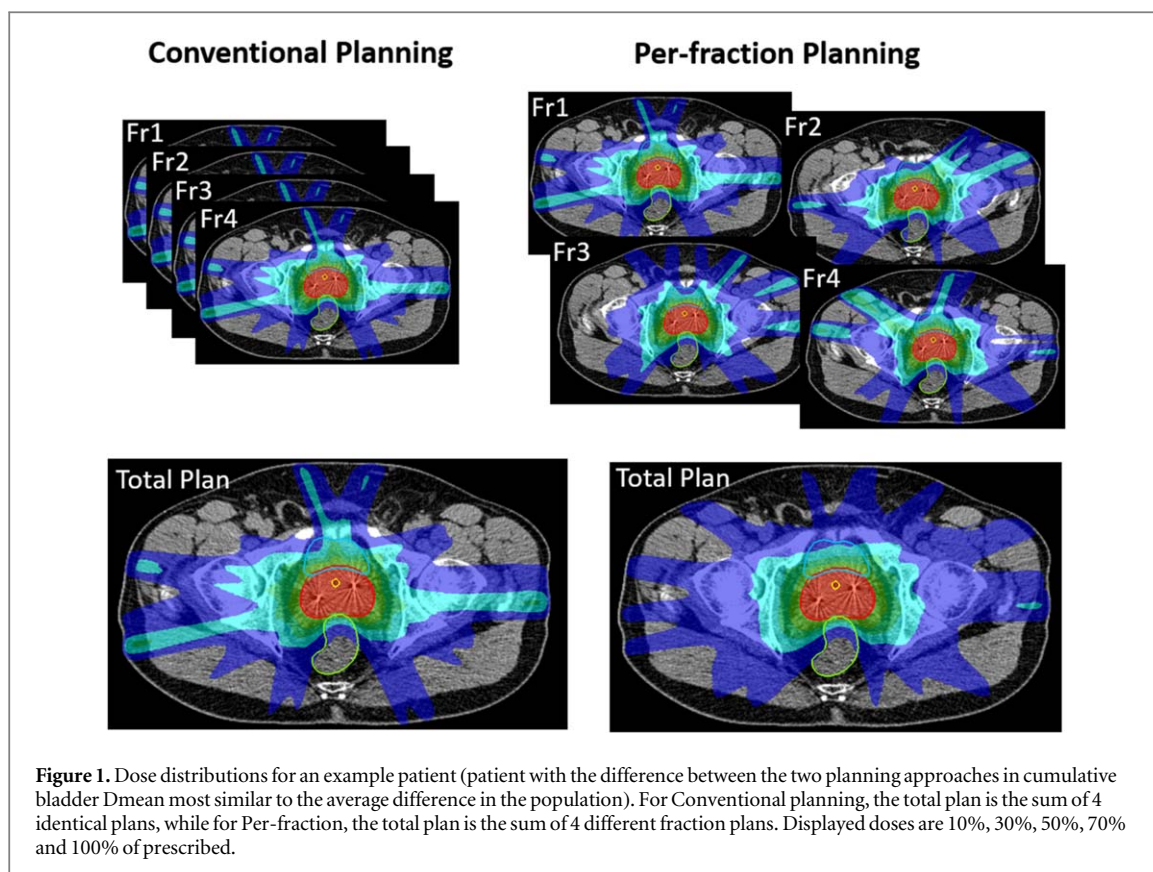 Conventional Planning
Per-fraction Planning
Fr1
Fr2
Fr3
Fr4
Fr1
Fr2
Fr3
Fr4
Total Plan
Total Plan
Figure 1. Dose distributions for an example patient (patient with the difference between the two planning approaches in cumulative
bladder Dmean most similar to the average difference in the population). For Conventional planning, the total plan is the sum of 4
identical plans, while for Per-fraction, the total plan is the sum of 4 different fraction plans. Displayed doses are 10%, 30%, 50%, 70%
and 100% of prescribed.